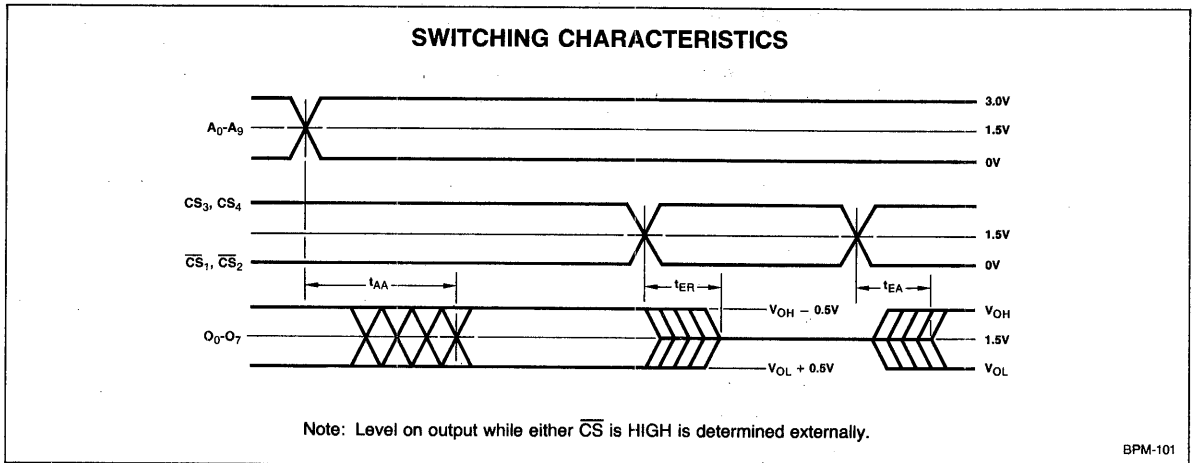 SWITCHING CHARACTERISTICS
3.0V
A₀-A₉
1.5V
0V
CS₃, CS₄
1.5V
C̅S̅₁, C̅S̅₂
0V
tAA
tER
tEA
VOH − 0.5V
VOH
O₀-O₇
1.5V
VOL + 0.5V
VOL
Note: Level on output while either C̅S̅ is HIGH is determined externally.
BPM-101